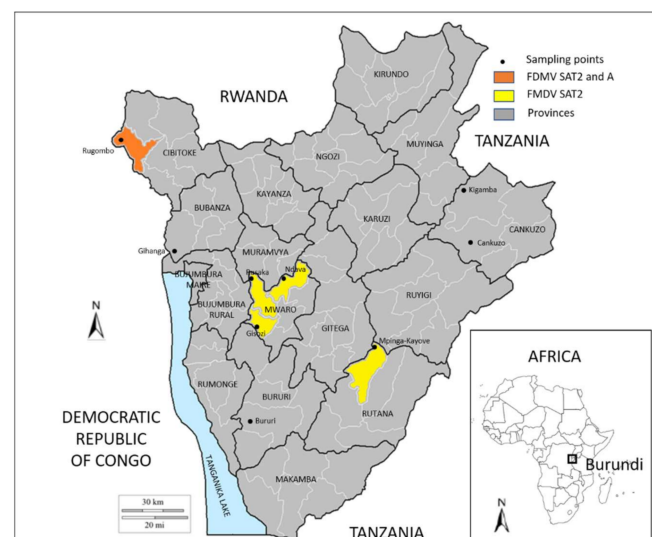 Sampling points
FDMV SAT2 and A
FMDV SAT2
Provinces
KIRUNDO
RWANDA
TANZANIA
MUYINGA
NGOZI
CIBITOKE
Rugombo
KAYANZA
Kigamba
BUBANZA
KARUZI
CANKUZO
Gihanga
MURAMVYA
Cankuzo
BUJUMBURA
MAIRIE
Rusaka
Ndava
RUYIGI
BUJUMBURA
RURAL
MWARO
N
GITEGA
Gisozi
Mpinga-Kayove
AFRICA
RUMONGE
BURURI
RUTANA
DEMOCRATIC
REPUBLIC
OF CONGO
Bururi
Burundi
TANGANIKA LAKE
MAKAMBA
30 km
20 mi
N
TANZANIA